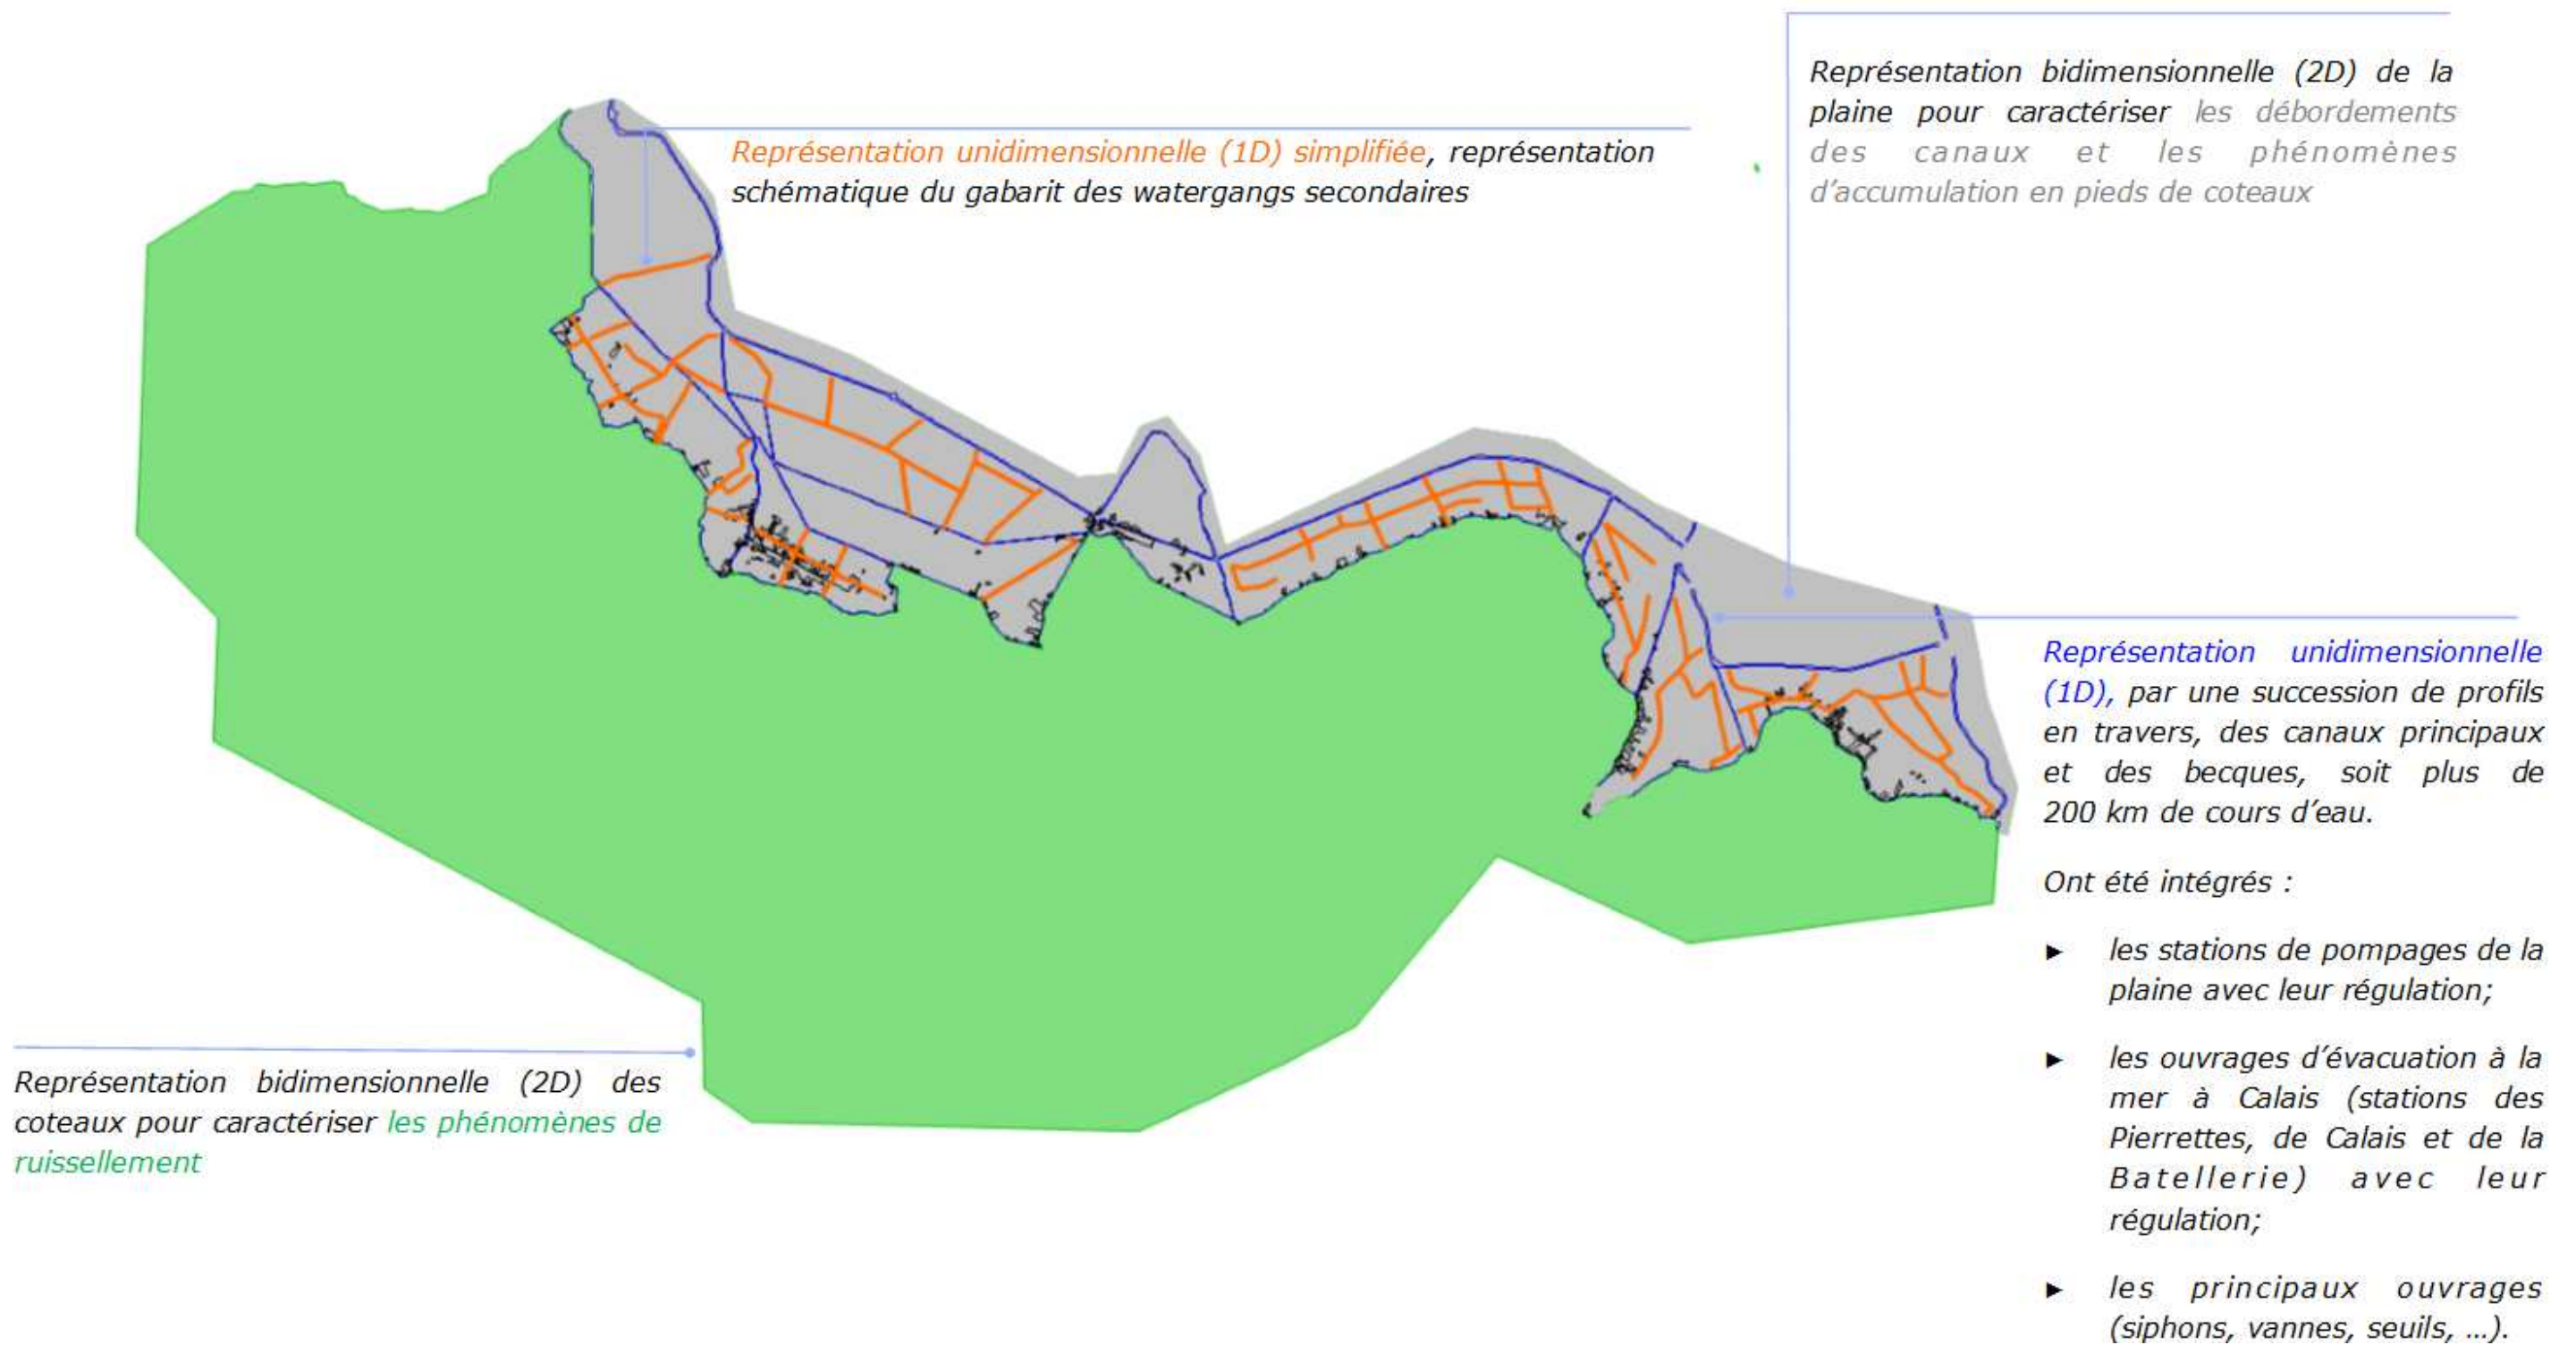 Représentation bidimensionnelle (2D) de la
plaine pour caractériser les débordements
des canaux et les phénomènes
d’accumulation en pieds de coteaux
Représentation unidimensionnelle (1D) simplifiée, représentation
schématique du gabarit des watergangs secondaires
Représentation unidimensionnelle
(1D), par une succession de profils
en travers, des canaux principaux
et des becques, soit plus de
200 km de cours d’eau.
Ont été intégrés :
► les stations de pompages de la
plaine avec leur régulation;
► les ouvrages d’évacuation à la
mer à Calais (stations des
Pierrettes, de Calais et de la
Batellerie) avec leur
régulation;
► les principaux ouvrages
(siphons, vannes, seuils, …).
Représentation bidimensionnelle (2D) des
coteaux pour caractériser les phénomènes de
ruissellement